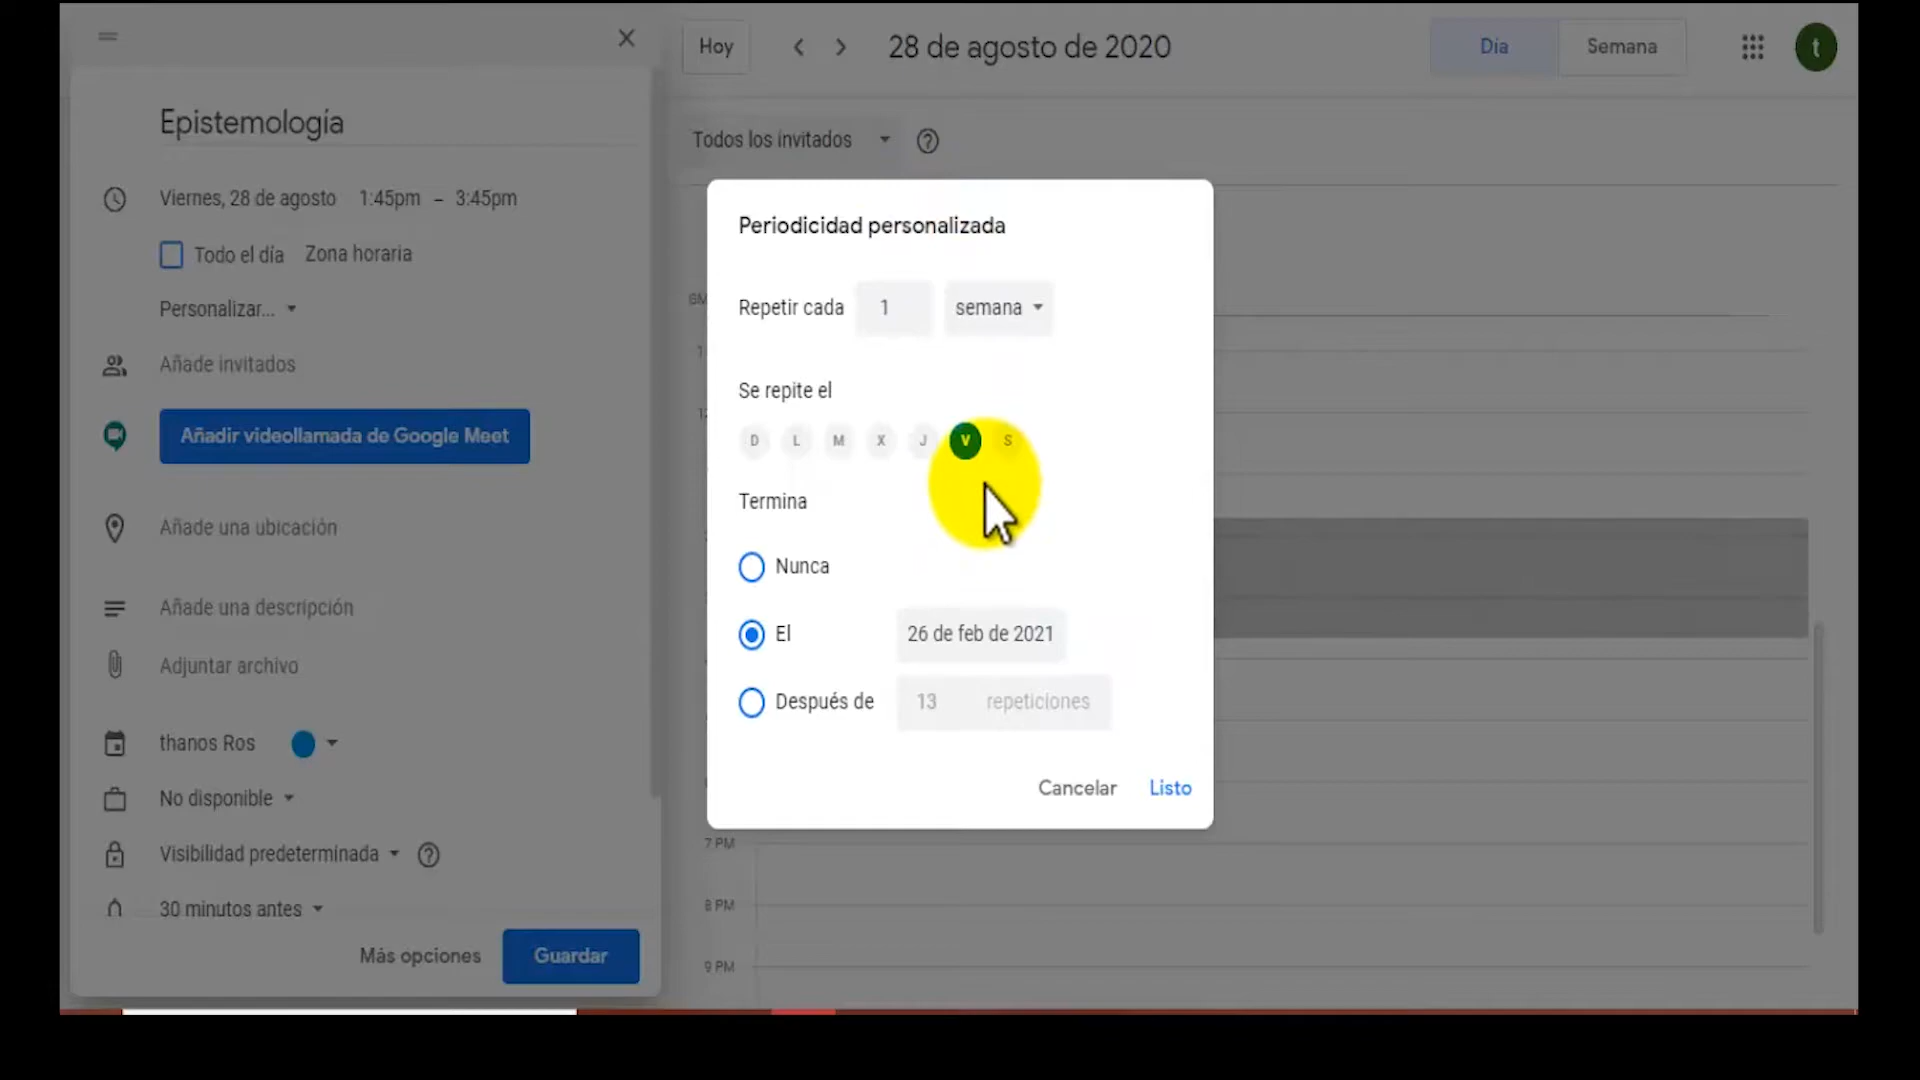 Hoy
28 de agosto de 2020
Día
Semana
t
Epistemología
Todos los invitados
Viernes, 28 de agosto 1:45pm – 3:45pm
Todo el día Zona horaria
Personalizar...
Añade invitados
Añadir videollamada de Google Meet
Añade una ubicación
Añade una descripción
Adjuntar archivo
thanos Ros
No disponible
Visibilidad predeterminada
30 minutos antes
Más opciones
Guardar
Periodicidad personalizada
Repetir cada 1 semana
Se repite el
D L M X J V S
Termina
Nunca
El 26 de feb de 2021
Después de 13 repeticiones
Cancelar Listo
7 PM
8 PM
9 PM